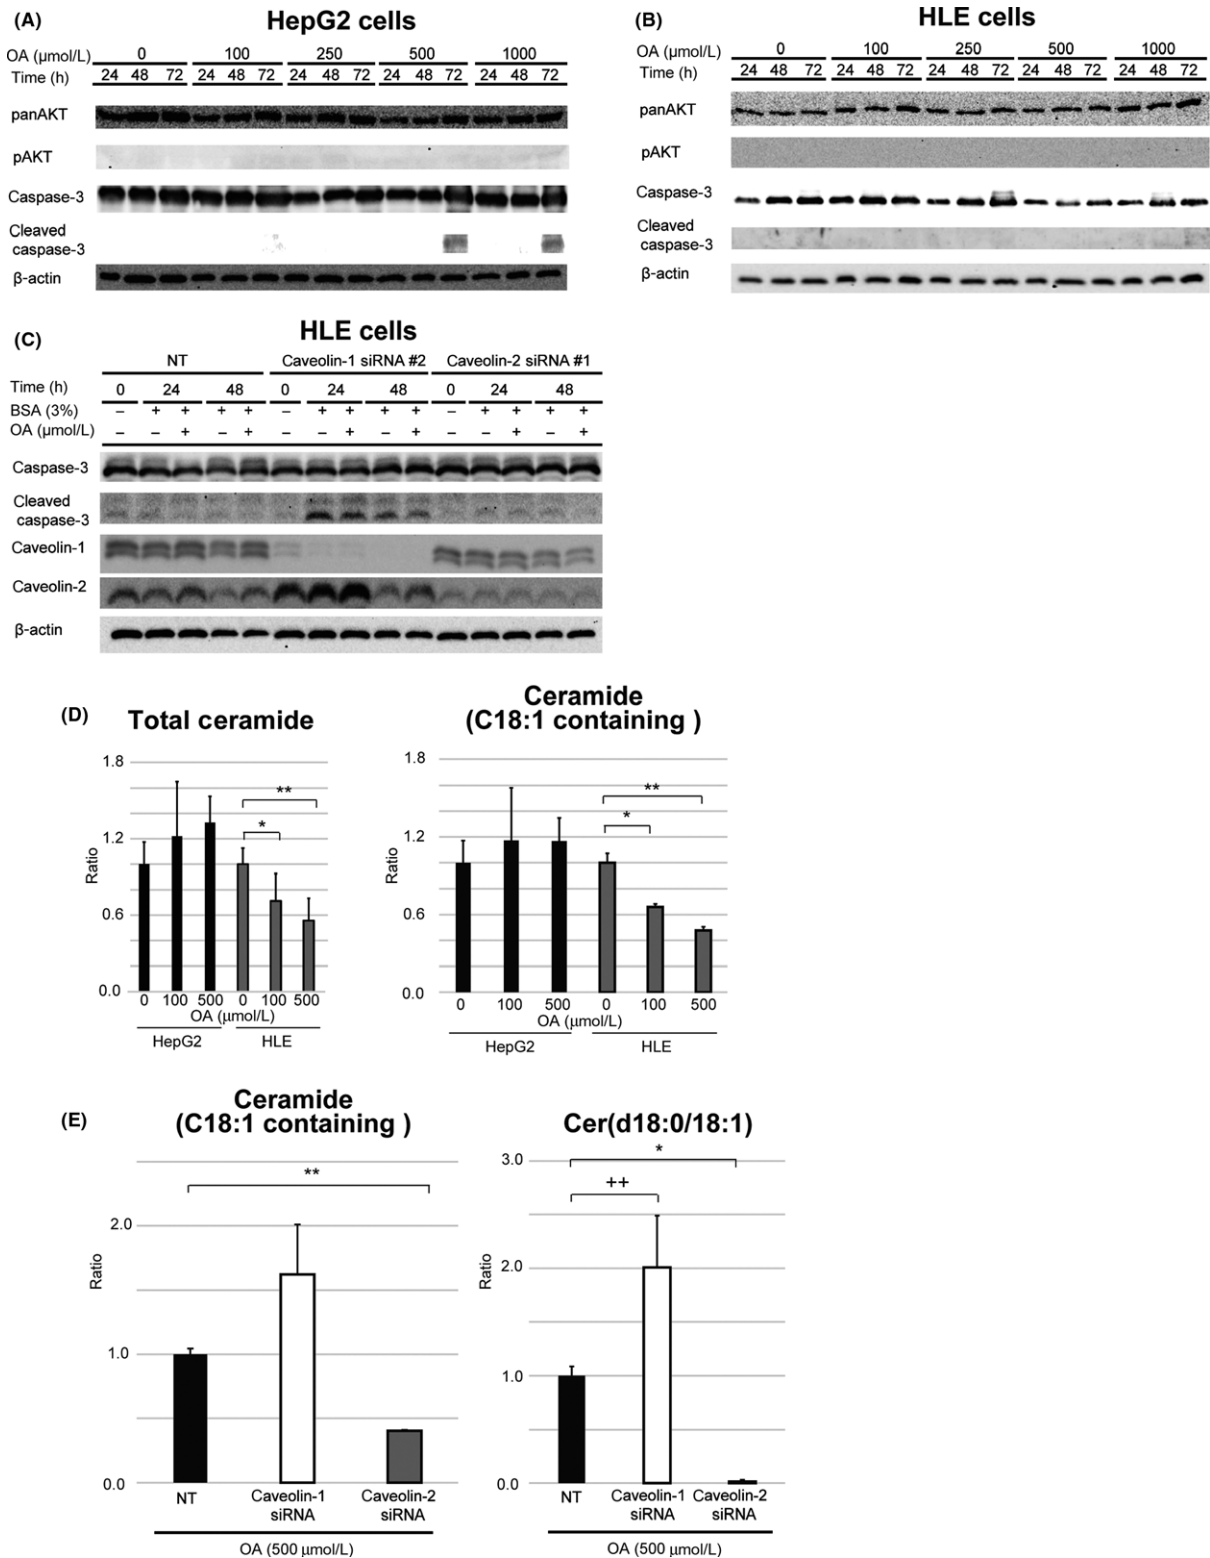 (A)
HepG2 cells
OA (µmol/L) 0 100 250 500 1000
Time (h) 24 48 72 24 48 72 24 48 72 24 48 72 24 48 72
panAKT
pAKT
Caspase-3
Cleaved
caspase-3
β-actin
(B)
HLE cells
OA (µmol/L) 0 100 250 500 1000
Time (h) 24 48 72 24 48 72 24 48 72 24 48 72 24 48 72
panAKT
pAKT
Caspase-3
Cleaved
caspase-3
β-actin
(C)
HLE cells
NT Caveolin-1 siRNA #2 Caveolin-2 siRNA #1
Time (h) 0 24 48 0 24 48 0 24 48
BSA (3%) – + + + + – + + + + – + + + +
OA (µmol/L) – – + + – – + + – – + +
Caspase-3
Cleaved
caspase-3
Caveolin-1
Caveolin-2
β-actin
(D)
Total ceramide
1.8
1.2
0.6
0.0
Ratio
**
*
0 100 500 0 100 500
OA (µmol/L)
HepG2 HLE
Ceramide
(C18:1 containing )
1.8
1.2
0.6
0.0
Ratio
**
*
0 100 500 0 100 500
OA (µmol/L)
HepG2 HLE
(E)
Ceramide
(C18:1 containing )
2.0
1.0
0.0
Ratio
**
NT Caveolin-1 Caveolin-2
siRNA siRNA
OA (500 µmol/L)
Cer(d18:0/18:1)
3.0
2.0
1.0
0.0
Ratio
*
++
NT Caveolin-1 Caveolin-2
siRNA siRNA
OA (500 µmol/L)